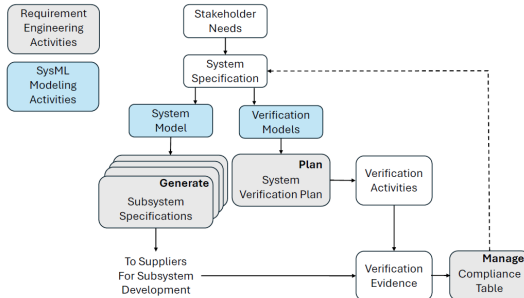 Requirement
Engineering
Activities
SysML
Modeling
Activities
Stakeholder
Needs
System
Specification
System
Model
Verification
Models
Generate
Subsystem
Specifications
Plan
System
Verification Plan
Verification
Activities
To Suppliers
For Subsystem
Development
Verification
Evidence
Manage
Compliance
Table